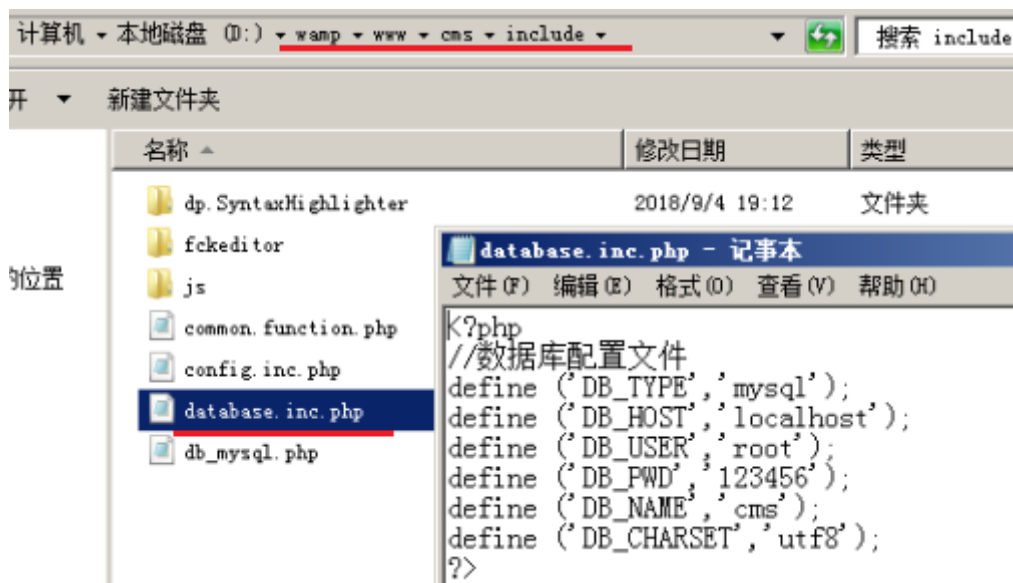 计算机 本地磁盘 (D:) wamp www cms include 搜索 include
开 新建文件夹
名称 修改日期 类型
dp.SyntaxHighlighter 2018/9/4 19:12 文件夹
fckeditor
js
的位置
common.function.php
config.inc.php
database.inc.php
db_mysql.php
database.inc.php - 记事本
文件(F) 编辑(E) 格式(O) 查看(V) 帮助(H)
<?php
//数据库配置文件
define ('DB_TYPE','mysql');
define ('DB_HOST','localhost');
define ('DB_USER','root');
define ('DB_PWD','123456');
define ('DB_NAME','cms');
define ('DB_CHARSET','utf8');
?>